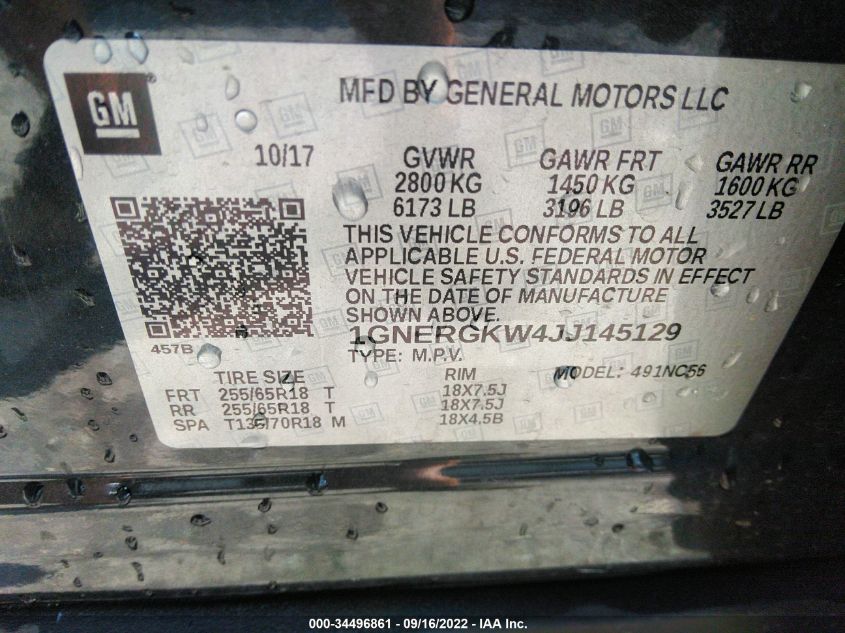 GM
MFD BY GENERAL MOTORS LLC
10/17
GVWR GAWR FRT GAWR RR
2800 KG 1450 KG 1600 KG
6173 LB 3196 LB 3527 LB
THIS VEHICLE CONFORMS TO ALL
APPLICABLE U.S. FEDERAL MOTOR
VEHICLE SAFETY STANDARDS IN EFFECT
ON THE DATE OF MANUFACTURE
SHOWN ABOVE.
457B
1GNERGKW4JJ145129
TYPE: M.P.V. MODEL: 491NC56
TIRE SIZE RIM
FRT 255/65R18 T 18X7.5J
RR 255/65R18 T 18X7.5J
SPA T135/70R18 M 18X4.5B
000-34496861 / 09/16/2022 - IAA Inc.